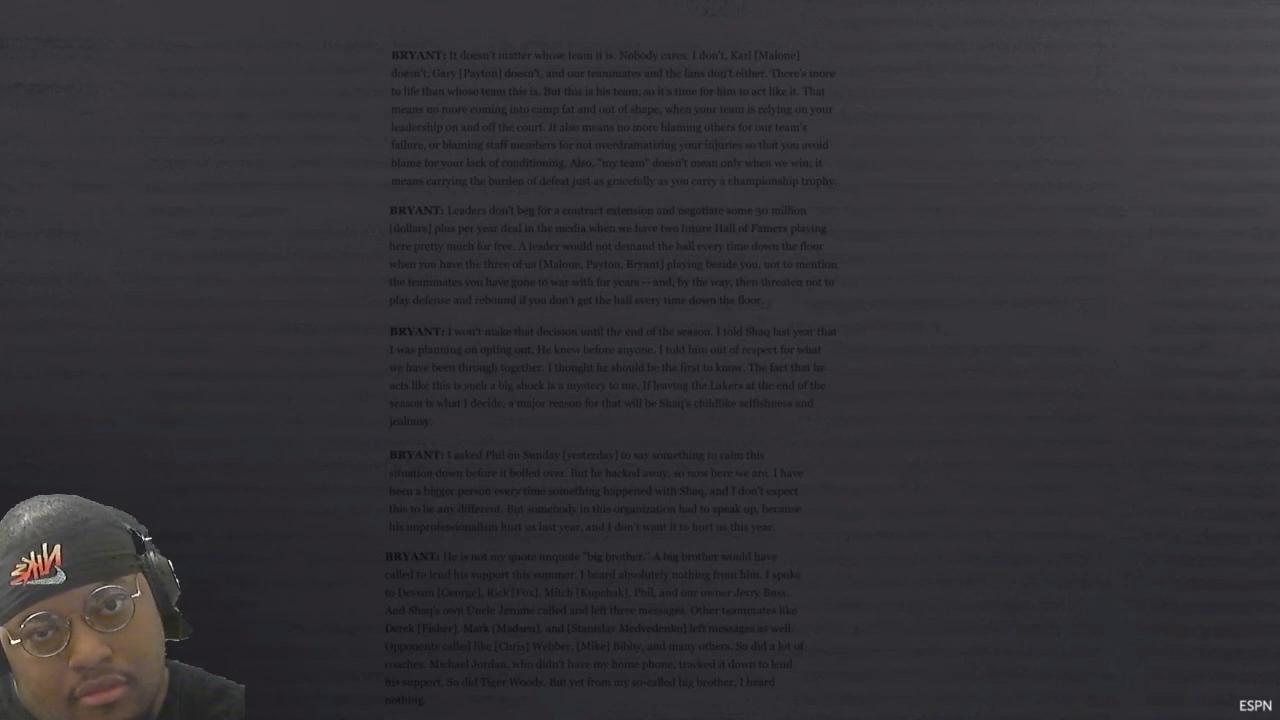 BRYANT: It doesn't matter whose team it is. Nobody cares. I don't, Karl [Malone]
doesn't, Gary [Payton] doesn't, and our teammates and the fans don't either. There's more
to life than whose team this is. But this is his team, so it's time for him to act like it. That
means no more coming into camp fat and out of shape, when your team is relying on your
leadership on and off the court. It also means no more blaming others for our team's
failure, or blaming staff members for not overdramatizing your injuries so that you avoid
blame for your lack of conditioning. Also, "my team" doesn't mean only when we win; it
means carrying the burden of defeat just as gracefully as you carry a championship trophy.
BRYANT: Leaders don't beg for a contract extension and negotiate some 30 million
[dollars] plus per year deal in the media when we have two future Hall of Famers playing
here pretty much for free. A leader would not demand the ball every time down the floor
when you have the three of us [Malone, Payton, Bryant] playing beside you, not to mention
the teammates you have gone to war with for years -- and, by the way, then threaten not to
play defense and rebound if you don't get the ball every time down the floor.
BRYANT: I won't make that decision until the end of the season. I told Shaq last year that
I was planning on opting out. He knew before anyone. I told him out of respect for what
we have been through together. I thought he should be the first to know. The fact that he
acts like this is such a big shock is a mystery to me. If leaving the Lakers at the end of the
season is what I decide, a major reason for that will be Shaq's childlike selfishness and
jealousy.
BRYANT: I asked Phil on Sunday [yesterday] to say something to calm this
situation down before it boiled over. But he backed away, so now here we are. I have
been a bigger person every time something happened with Shaq, and I don't expect
this to be any different. But somebody in this organization had to speak up, because
his unprofessionalism hurt us last year, and I don't want it to hurt us this year.
BRYANT: He is not my quote unquote "big brother." A big brother would have
called to lend his support this summer. I heard absolutely nothing from him. I spoke
to Devean [George], Rick [Fox], Mitch [Kupchak], Phil, and our owner Jerry Buss.
And Shaq's own Uncle Jerome called and left three messages. Other teammates like
Derek [Fisher], Mark [Madsen], and [Stanislav Medvedenko] left messages as well.
Opponents called like [Chris] Webber, [Mike] Bibby, and many others. So did a lot of
coaches. Michael Jordan, who didn't have my home phone, tracked it down to lend
his support. So did Tiger Woods. But yet from my so-called big brother, I heard
nothing.
NIKE
ESPN